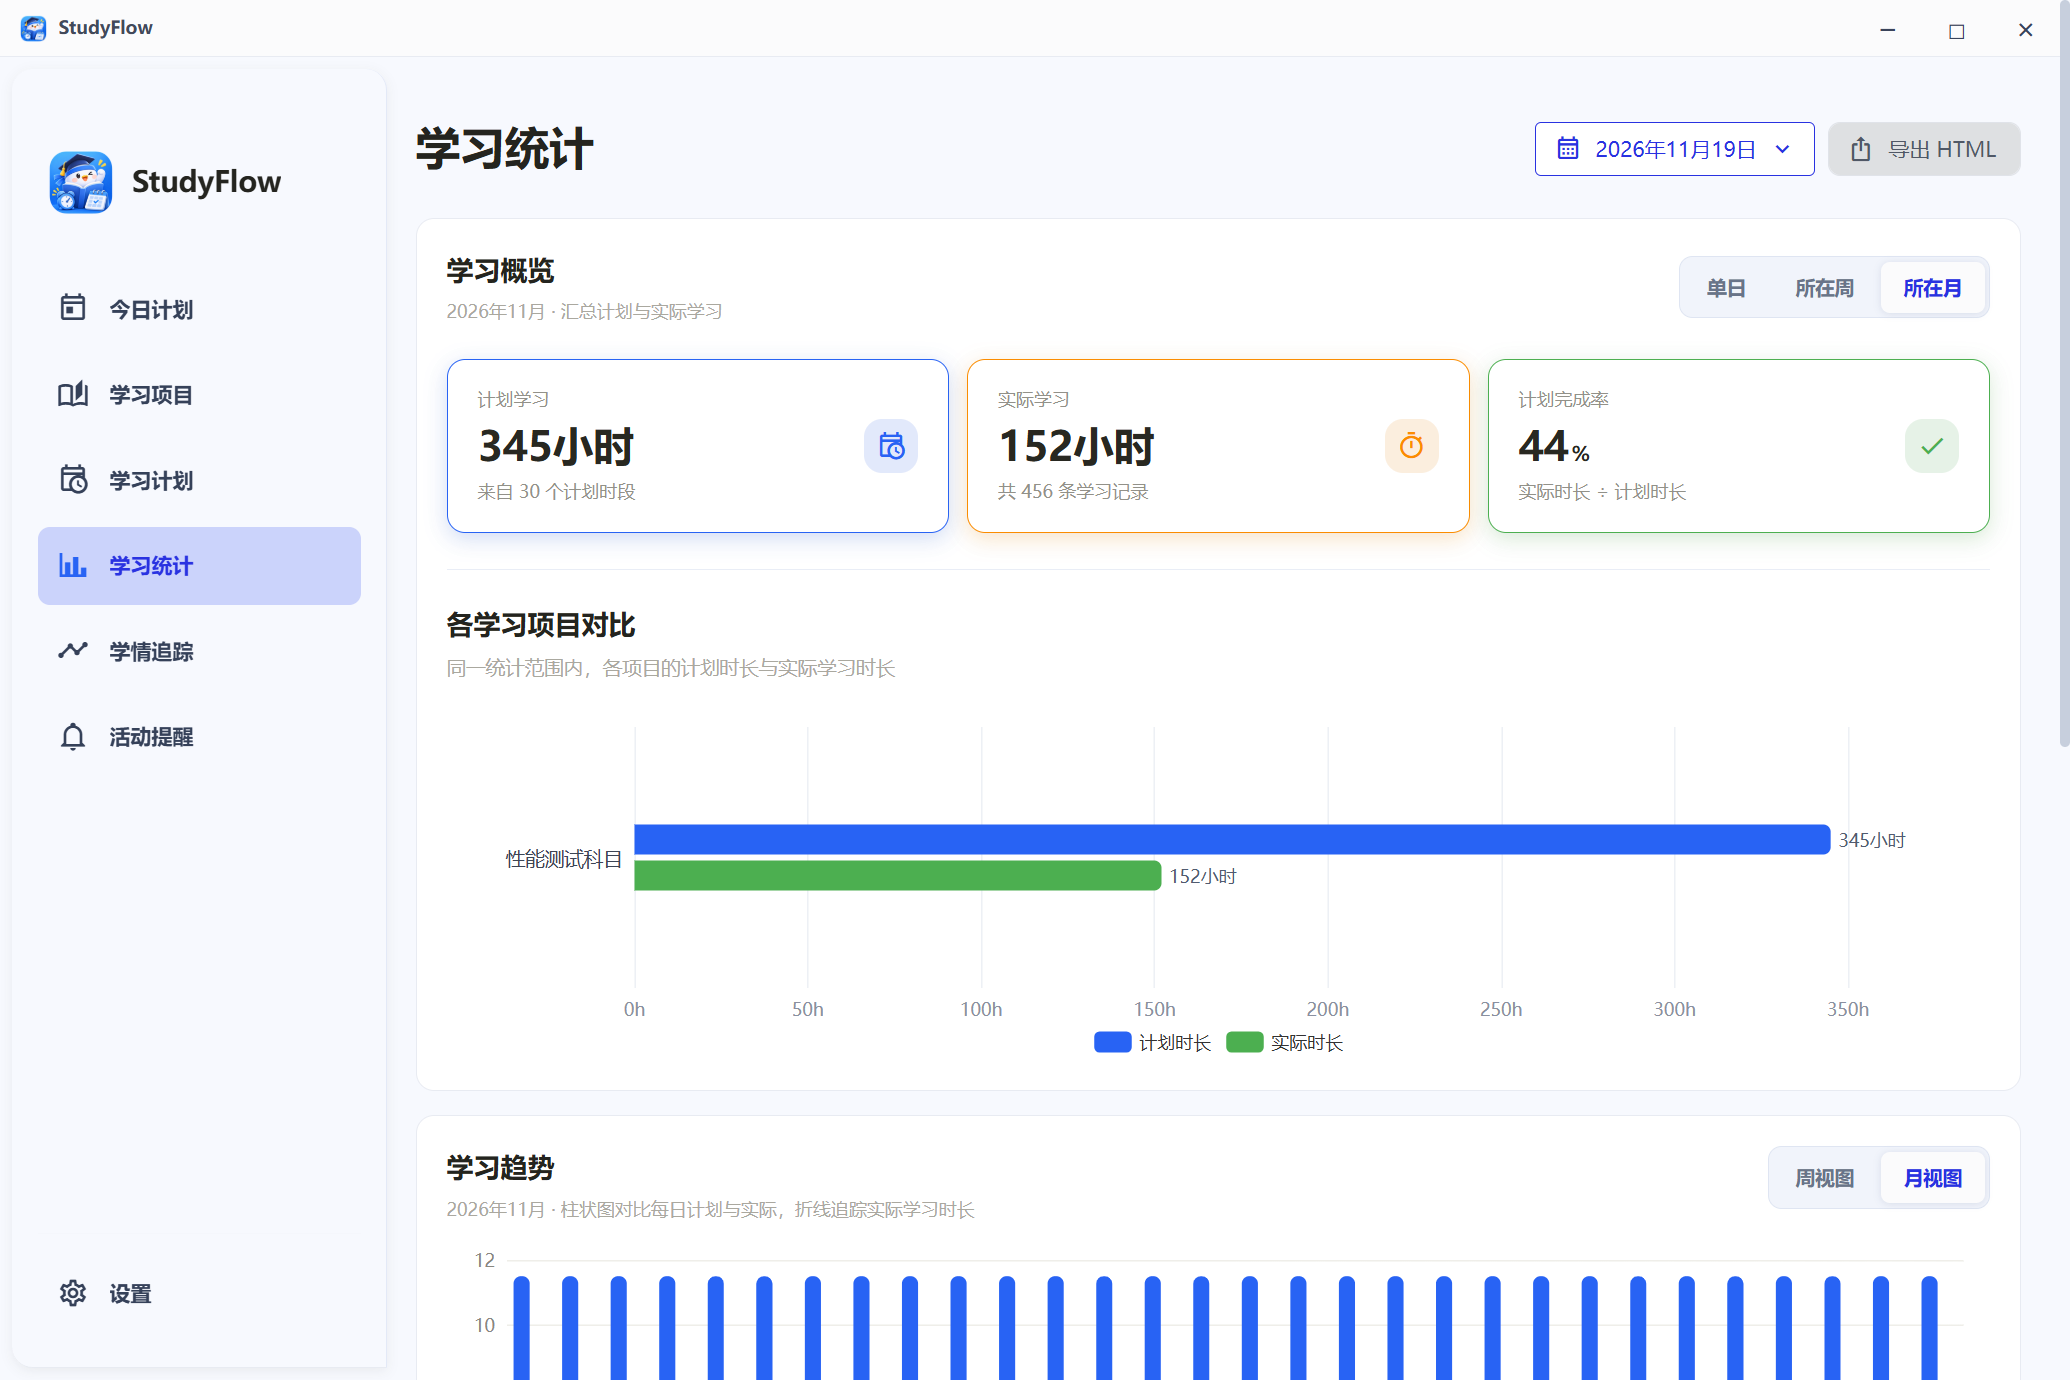 StudyFlow
StudyFlow
今日计划
学习项目
学习计划
学习统计
学情追踪
活动提醒
设置
学习统计
2026年11月19日
导出 HTML
学习概览
2026年11月 · 汇总计划与实际学习
单日
所在周
所在月
计划学习
345小时
来自 30 个计划时段
实际学习
152小时
共 456 条学习记录
计划完成率
44%
实际时长 ÷ 计划时长
各学习项目对比
同一统计范围内，各项目的计划时长与实际学习时长
性能测试科目
345小时
152小时
0h
50h
100h
150h
200h
250h
300h
350h
计划时长
实际时长
学习趋势
2026年11月 · 柱状图对比每日计划与实际，折线追踪实际学习时长
周视图
月视图
12
10